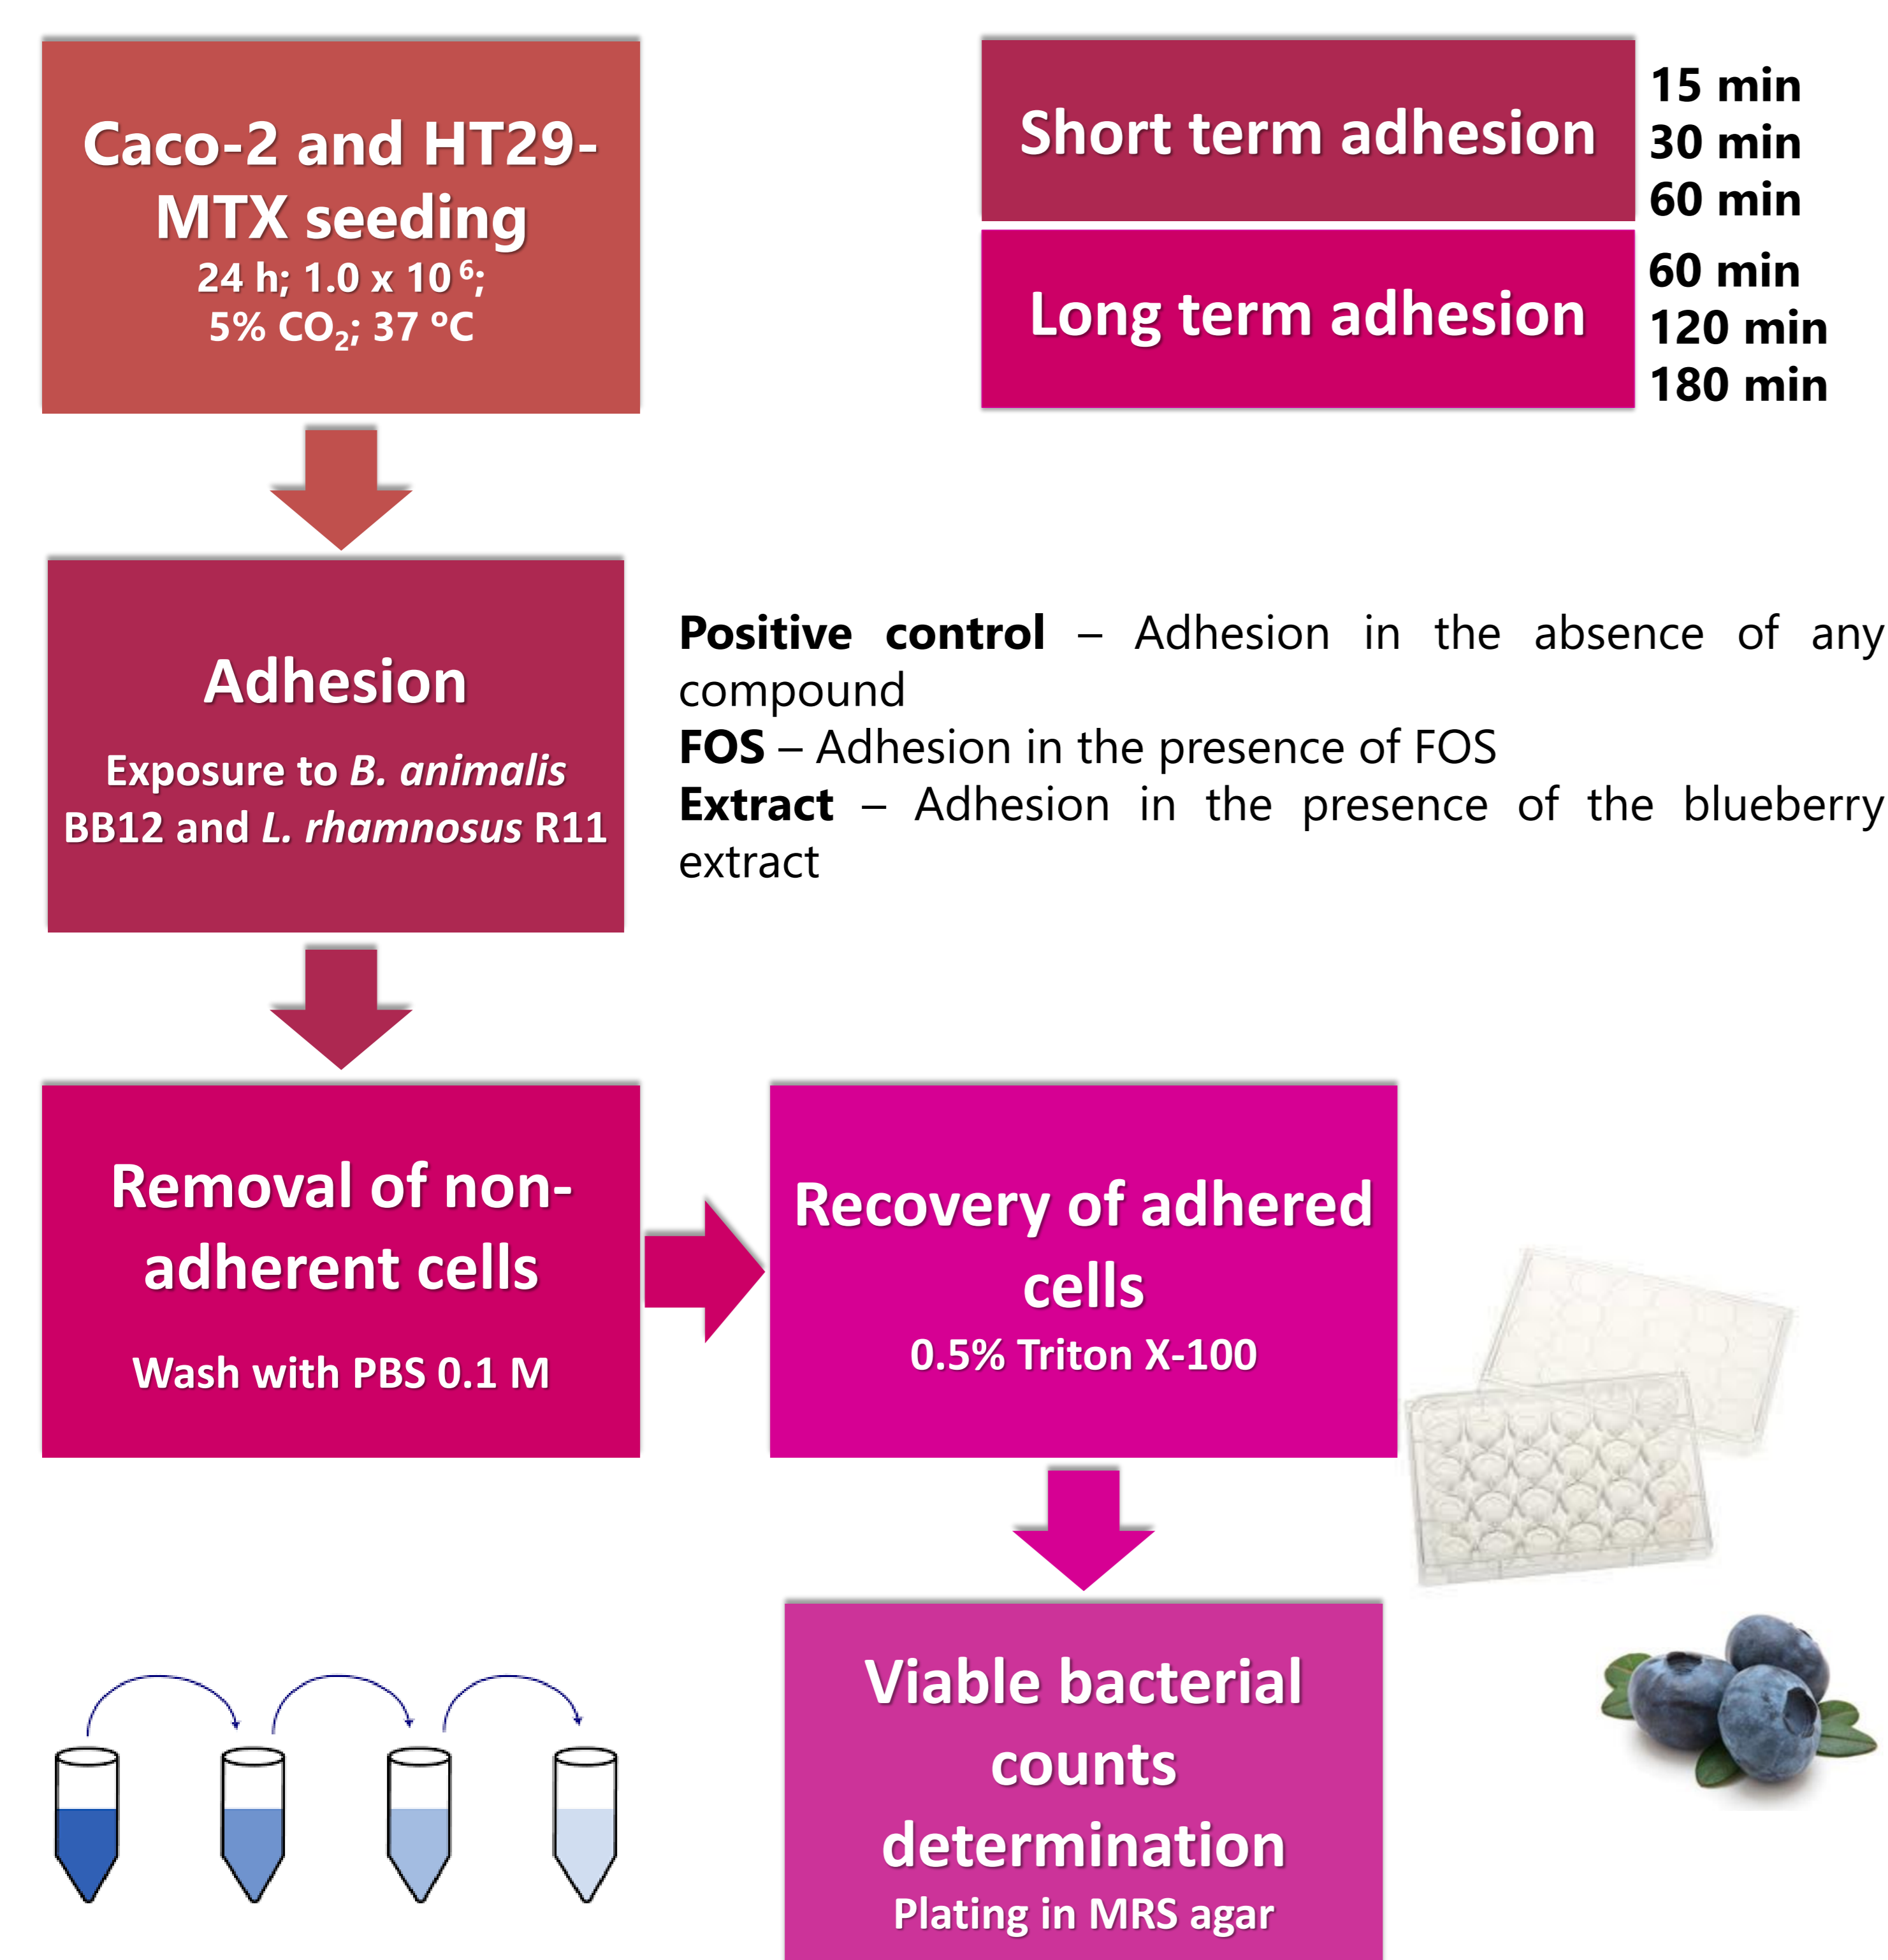 Caco-2 and HT29-
MTX seeding
24 h; 1.0 x 10⁶;
5% CO₂; 37 ºC
Short term adhesion
15 min
30 min
60 min
Long term adhesion
60 min
120 min
180 min
Adhesion
Exposure to B. animalis
BB12 and L. rhamnosus R11
Positive control – Adhesion in the absence of any
compound
FOS – Adhesion in the presence of FOS
Extract – Adhesion in the presence of the blueberry
extract
Removal of non-
adherent cells
Wash with PBS 0.1 M
Recovery of adhered
cells
0.5% Triton X-100
Viable bacterial
counts
determination
Plating in MRS agar